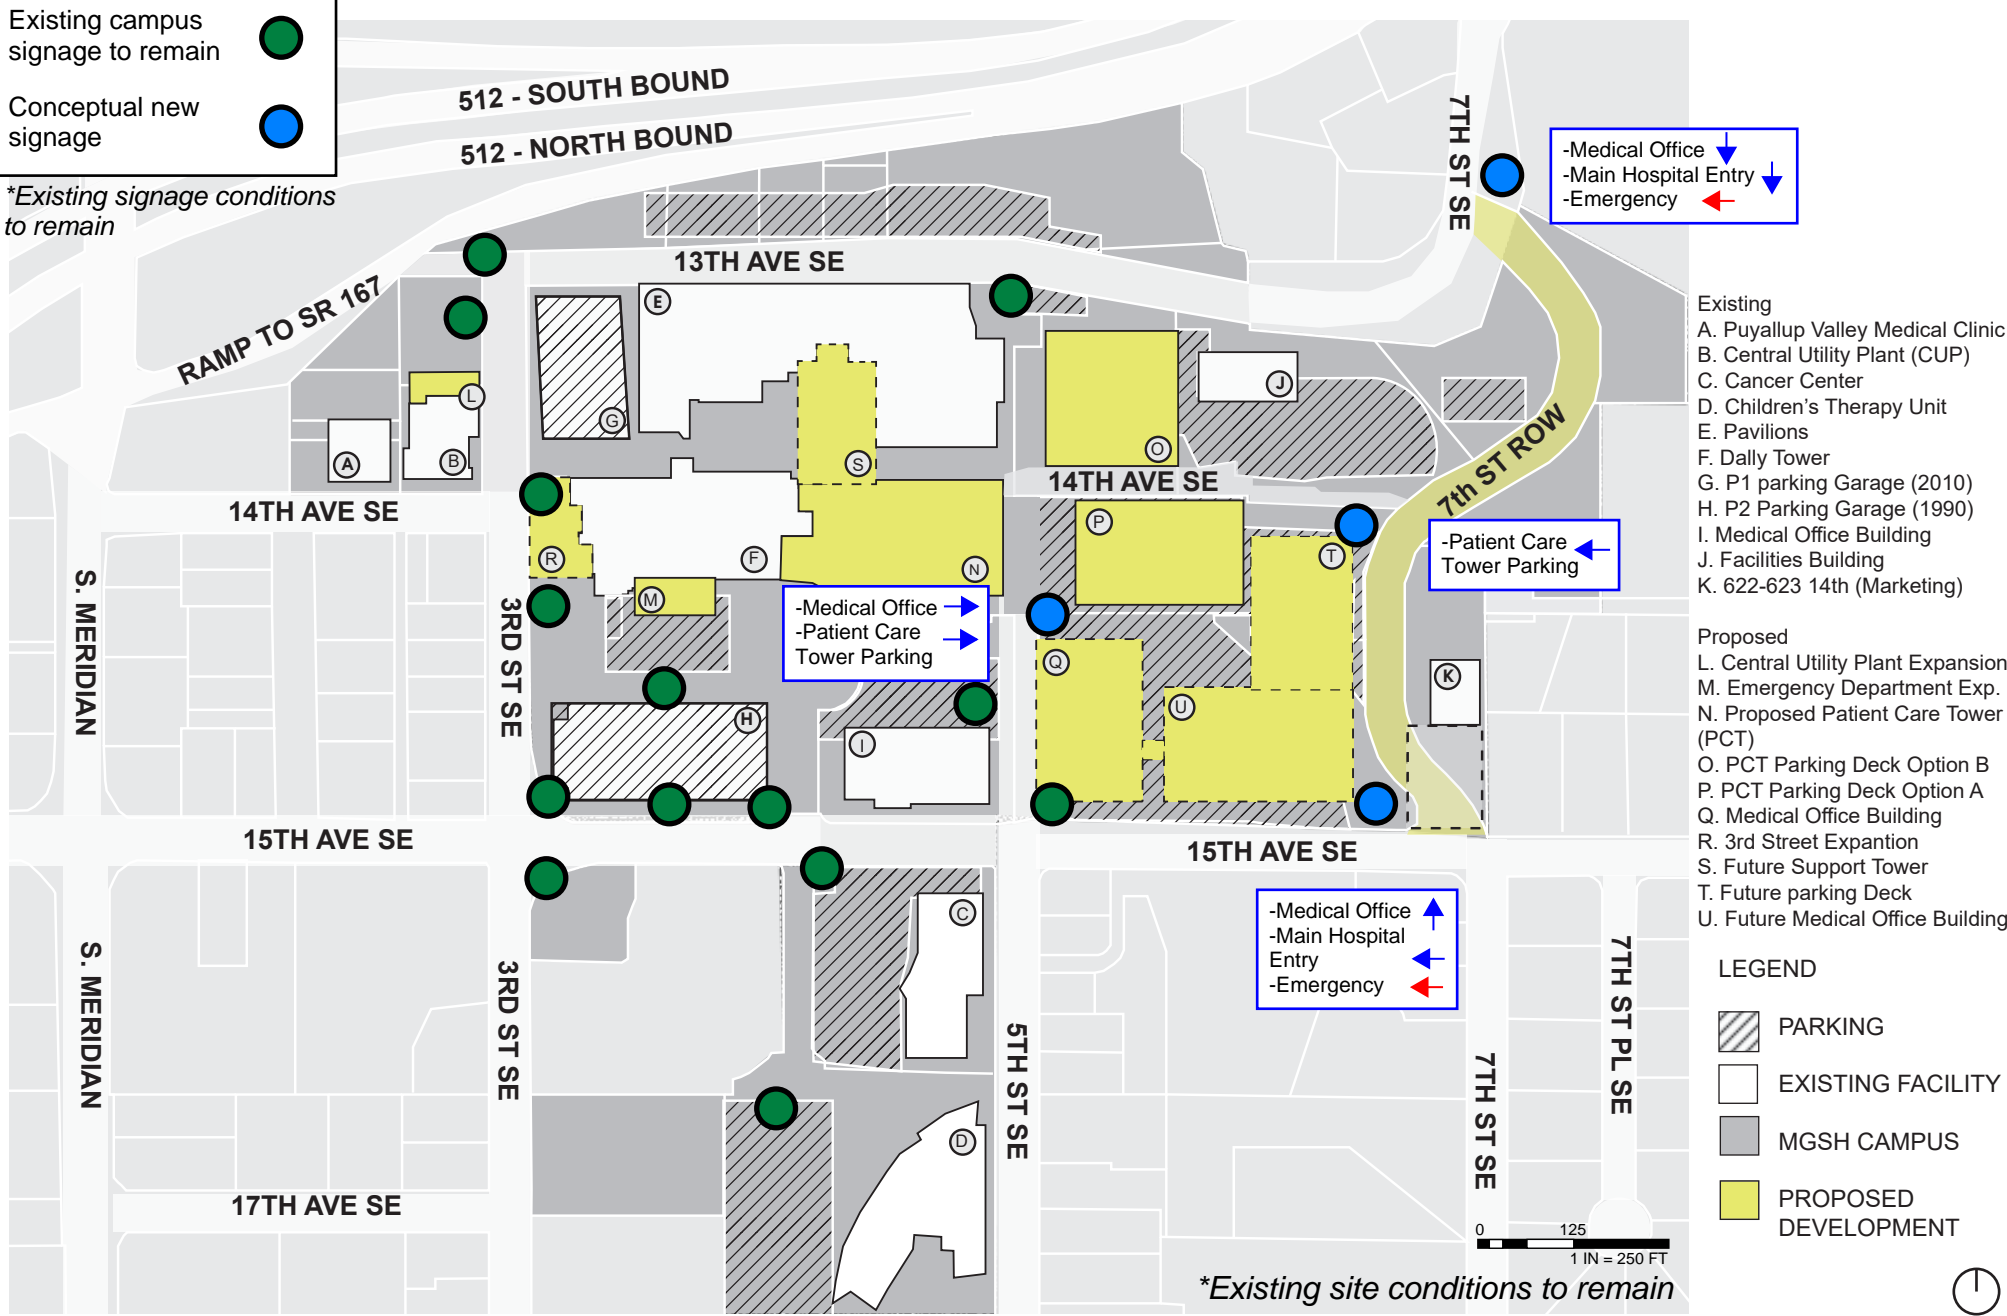 Existing campus
signage to remain
Conceptual new
signage
*Existing signage conditions
to remain
512 - SOUTH BOUND
512 - NORTH BOUND
RAMP TO SR 167
13TH AVE SE
7TH ST SE
-Medical Office
-Main Hospital Entry
-Emergency
E
G
L
A
B
J
O
S
14TH AVE SE
14TH AVE SE
7th ST ROW
P
T
R
F
N
M
-Patient Care
Tower Parking
-Medical Office
-Patient Care
Tower Parking
S. MERIDIAN
3RD ST SE
Q
K
U
H
I
15TH AVE SE
15TH AVE SE
-Medical Office
-Main Hospital
Entry
-Emergency
C
D
S. MERIDIAN
3RD ST SE
5TH ST SE
7TH ST SE
7TH ST PL SE
17TH AVE SE
0 125
1 IN = 250 FT
*Existing site conditions to remain
Existing
A. Puyallup Valley Medical Clinic
B. Central Utility Plant (CUP)
C. Cancer Center
D. Children's Therapy Unit
E. Pavilions
F. Dally Tower
G. P1 parking Garage (2010)
H. P2 Parking Garage (1990)
I. Medical Office Building
J. Facilities Building
K. 622-623 14th (Marketing)
Proposed
L. Central Utility Plant Expansion
M. Emergency Department Exp.
N. Proposed Patient Care Tower
(PCT)
O. PCT Parking Deck Option B
P. PCT Parking Deck Option A
Q. Medical Office Building
R. 3rd Street Expantion
S. Future Support Tower
T. Future parking Deck
U. Future Medical Office Building
LEGEND
PARKING
EXISTING FACILITY
MGSH CAMPUS
PROPOSED
DEVELOPMENT